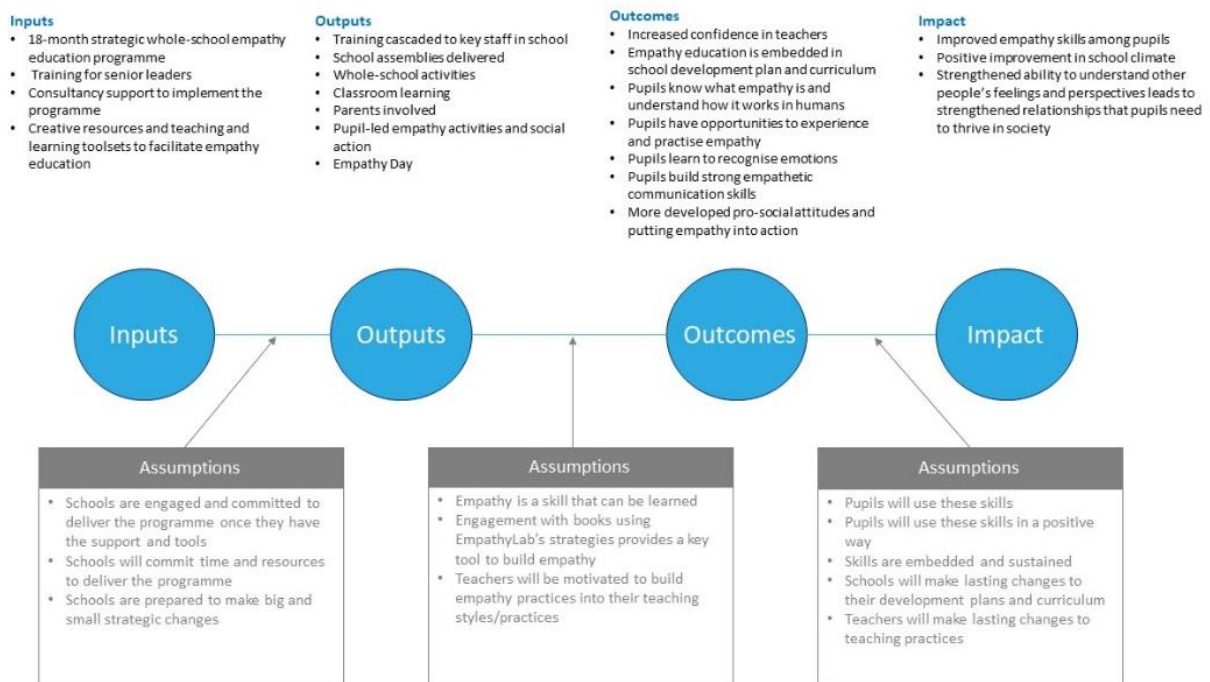 Inputs
• 18-month strategic whole-school empathy
education programme
• Training for senior leaders
• Consultancy support to implement the
programme
• Creative resources and teaching and
learning toolsets to facilitate empathy
education
Outputs
• Training cascaded to key staff in school
• School assemblies delivered
• Whole-school activities
• Classroom learning
• Parents involved
• Pupil-led empathy activities and social
action
• Empathy Day
Outcomes
• Increased confidence in teachers
• Empathy education is embedded in
school development plan and curriculum
• Pupils know what empathy is and
understand how it works in humans
• Pupils have opportunities to experience
and practise empathy
• Pupils learn to recognise emotions
• Pupils build strong empathetic
communication skills
• More developed pro-social attitudes and
putting empathy into action
Impact
• Improved empathy skills among pupils
• Positive improvement in school climate
• Strengthened ability to understand other
people's feelings and perspectives leads to
strengthened relationships that pupils need
to thrive in society
Inputs
Outputs
Outcomes
Impact
Assumptions
• Schools are engaged and committed to
deliver the programme once they have
the support and tools
• Schools will commit time and resources
to deliver the programme
• Schools are prepared to make big and
small strategic changes
Assumptions
• Empathy is a skill that can be learned
• Engagement with books using
EmpathyLab's strategies provides a key
tool to build empathy
• Teachers will be motivated to build
empathy practices into their teaching
styles/practices
Assumptions
• Pupils will use these skills
• Pupils will use these skills in a positive
way
• Skills are embedded and sustained
• Schools will make lasting changes to
their development plans and curriculum
• Teachers will make lasting changes to
teaching practices